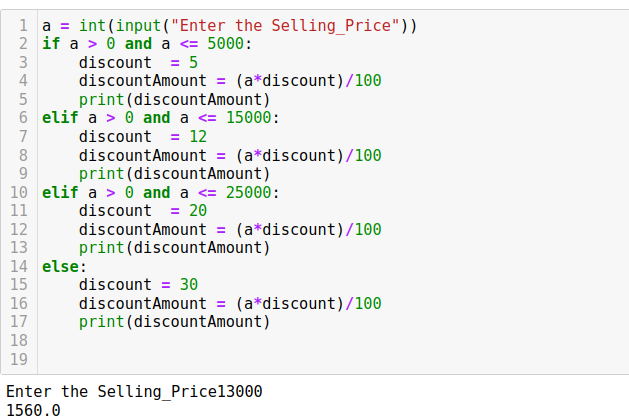 1 a = int(input("Enter the Selling_Price"))
2 if a > 0 and a <= 5000:
3     discount  = 5
4     discountAmount = (a*discount)/100
5     print(discountAmount)
6 elif a > 0 and a <= 15000:
7     discount  = 12
8     discountAmount = (a*discount)/100
9     print(discountAmount)
10 elif a > 0 and a <= 25000:
11     discount  = 20
12     discountAmount = (a*discount)/100
13     print(discountAmount)
14 else:
15     discount = 30
16     discountAmount = (a*discount)/100
17     print(discountAmount)
18
19
Enter the Selling_Price13000
1560.0